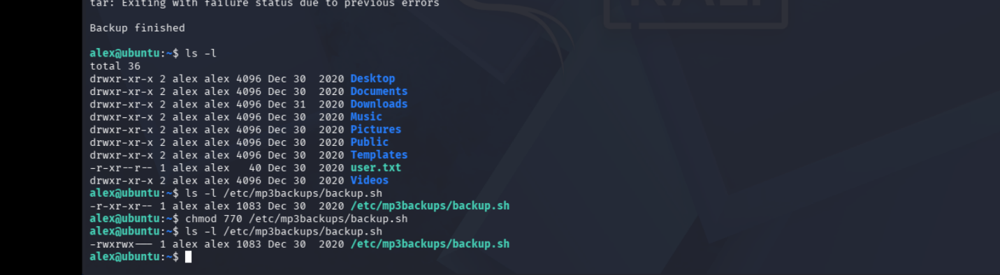 tar: Exiting with failure status due to previous errors
Backup finished
alex@ubuntu:~$ ls -l
total 36
drwxr-xr-x 2 alex alex 4096 Dec 30  2020 Desktop
drwxr-xr-x 2 alex alex 4096 Dec 30  2020 Documents
drwxr-xr-x 2 alex alex 4096 Dec 31  2020 Downloads
drwxr-xr-x 2 alex alex 4096 Dec 30  2020 Music
drwxr-xr-x 2 alex alex 4096 Dec 30  2020 Pictures
drwxr-xr-x 2 alex alex 4096 Dec 30  2020 Public
drwxr-xr-x 2 alex alex 4096 Dec 30  2020 Templates
-r-xr--r-- 1 alex alex   40 Dec 30  2020 user.txt
drwxr-xr-x 2 alex alex 4096 Dec 30  2020 Videos
alex@ubuntu:~$ ls -l /etc/mp3backups/backup.sh
-r-xr-xr-- 1 alex alex 1083 Dec 30  2020 /etc/mp3backups/backup.sh
alex@ubuntu:~$ chmod 770 /etc/mp3backups/backup.sh
alex@ubuntu:~$ ls -l /etc/mp3backups/backup.sh
-rwxrwx--- 1 alex alex 1083 Dec 30  2020 /etc/mp3backups/backup.sh
alex@ubuntu:~$